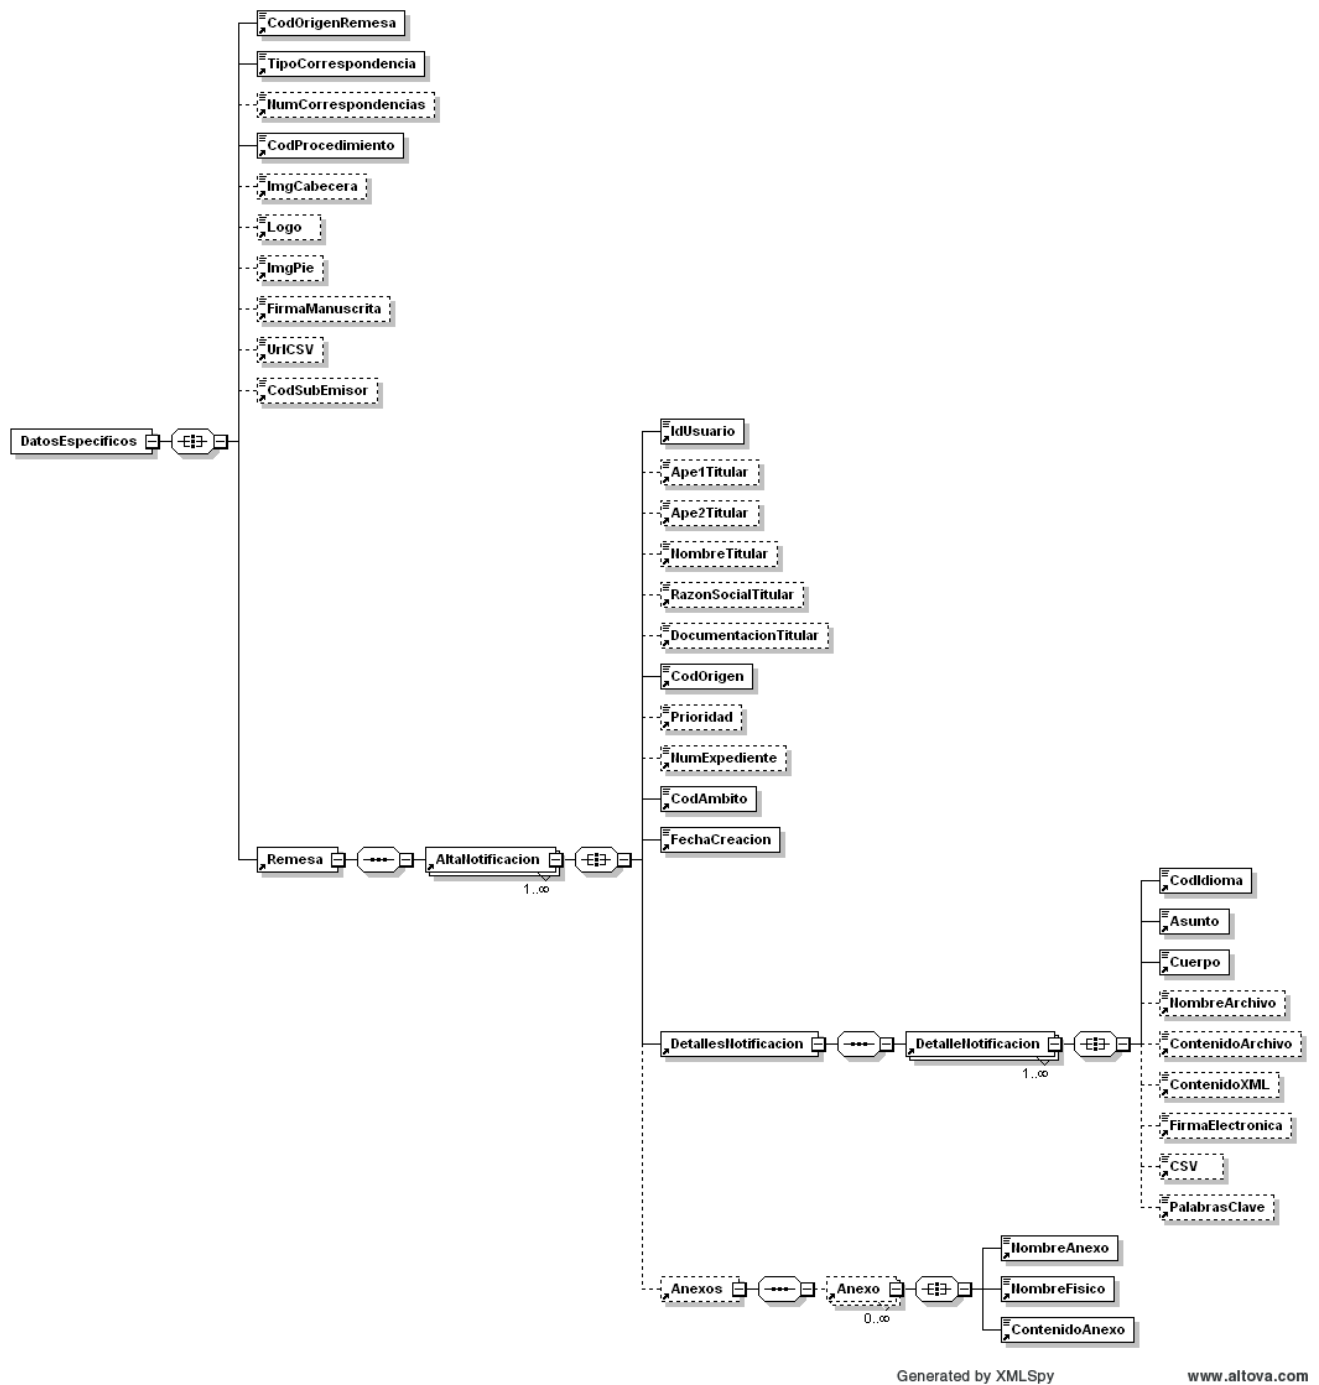 CodOrigenRemesa
TipoCorrespondencia
NumCorrespondencias
CodProcedimiento
ImgCabecera
Logo
ImgPie
FirmaManuscrita
UrlCSV
CodSubEmisor
DatosEspecificos
Remesa
AltaNotificacion
1..∞
IdUsuario
Ape1Titular
Ape2Titular
NombreTitular
RazonSocialTitular
DocumentacionTitular
CodOrigen
Prioridad
NumExpediente
CodAmbito
FechaCreacion
DetallesNotificacion
DetalleNotificacion
1..∞
CodIdioma
Asunto
Cuerpo
NombreArchivo
ContenidoArchivo
ContenidoXML
FirmaElectronica
CSV
PalabrasClave
Anexos
Anexo
0..∞
NombreAnexo
NombreFisico
ContenidoAnexo
Generated by XMLSpy
www.altova.com